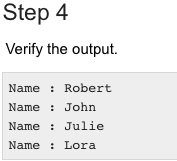 Step 4
Verify the output.
Name : Robert
Name : John
Name : Julie
Name : Lora